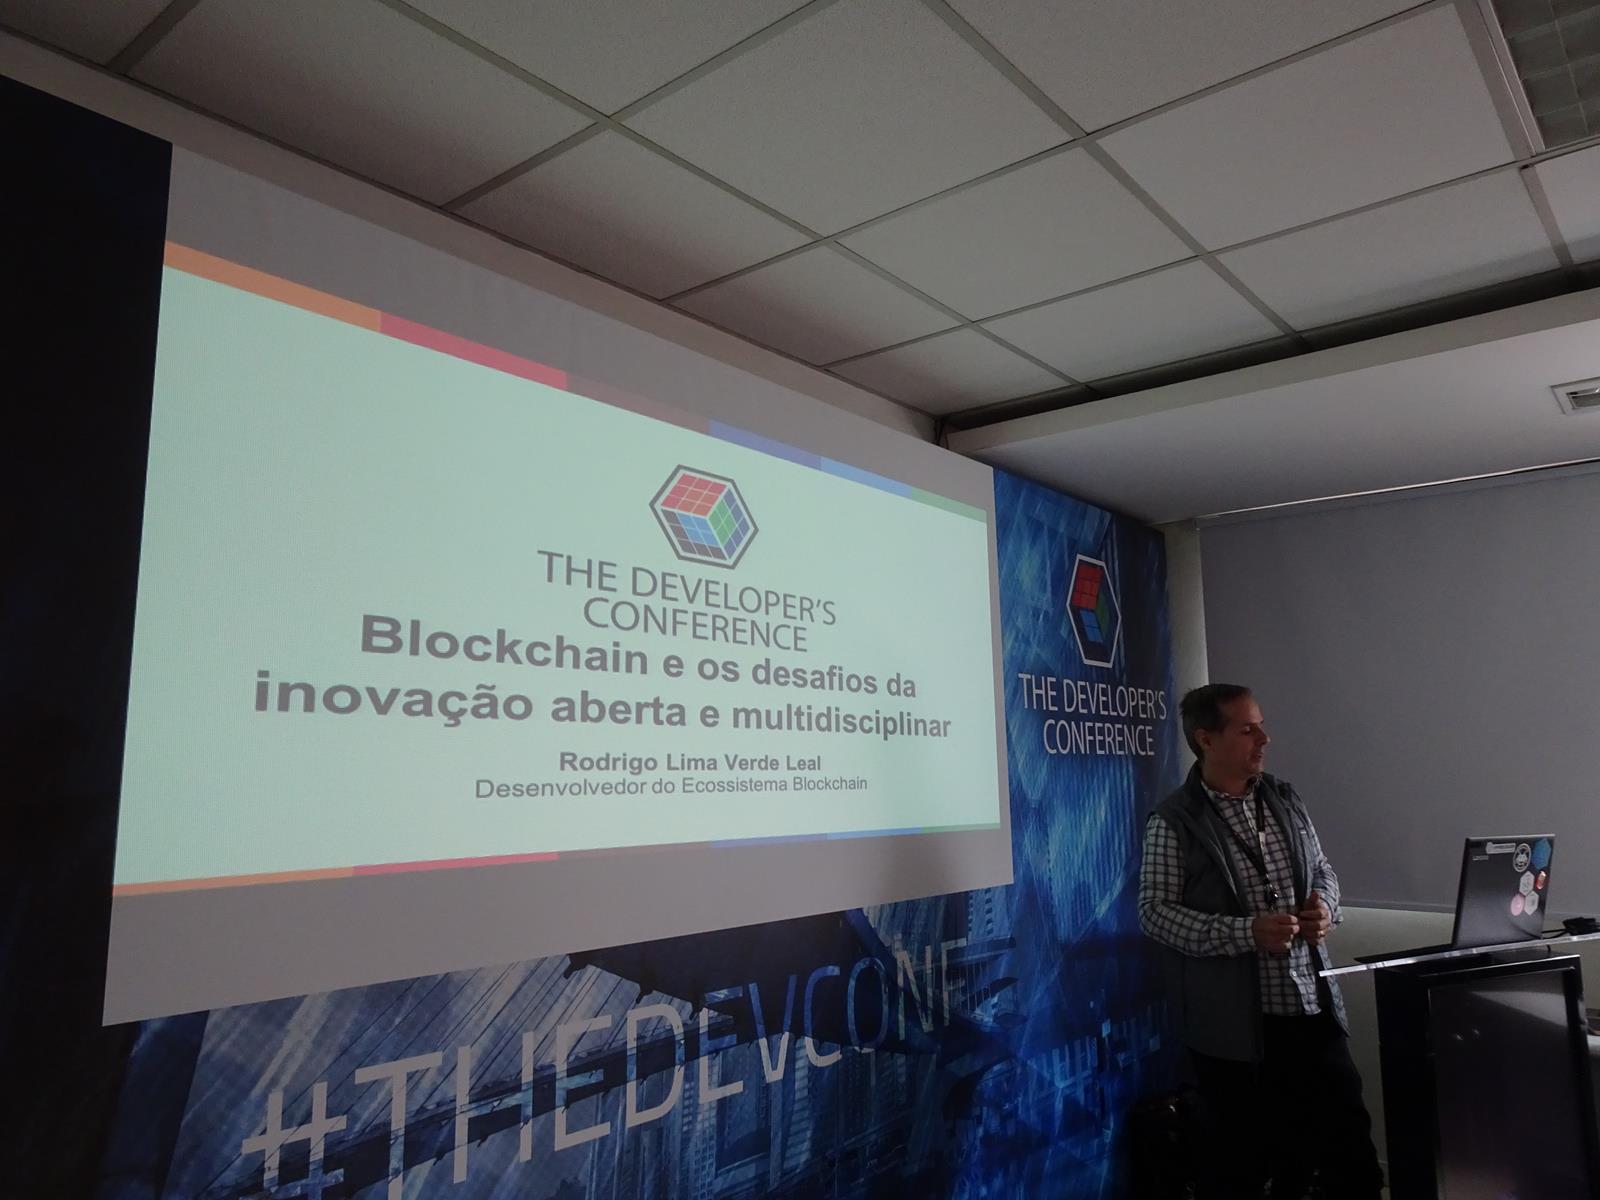 THE DEVELOPER'S
CONFERENCE
Blockchain e os desafios da
inovação aberta e multidisciplinar
Rodrigo Lima Verde Leal
Desenvolvedor do Ecossistema Blockchain
THE DEVELOPER'S
CONFERENCE
#THEDEVCONF